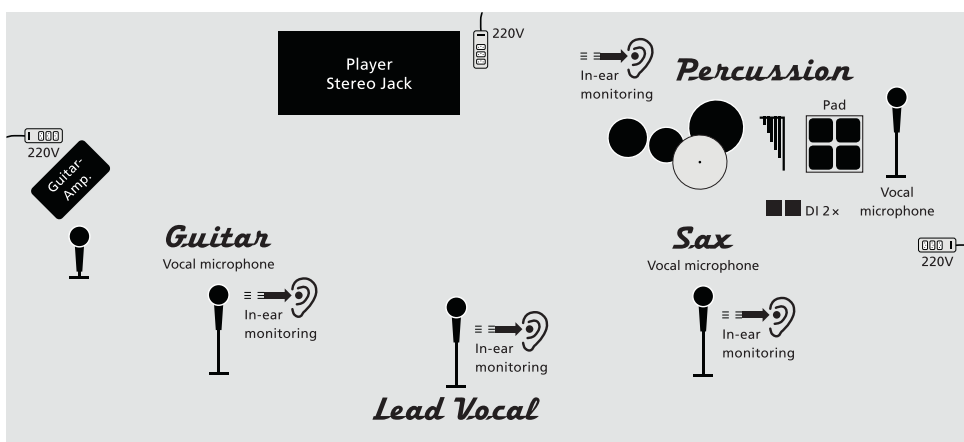 220V
Player
Stereo Jack
In-ear
monitoring
Percussion
Pad
220V
Guitar-
Amp.
DI 2×
Vocal
microphone
Guitar
Vocal microphone
Sax
Vocal microphone
220V
In-ear
monitoring
In-ear
monitoring
In-ear
monitoring
Lead Vocal